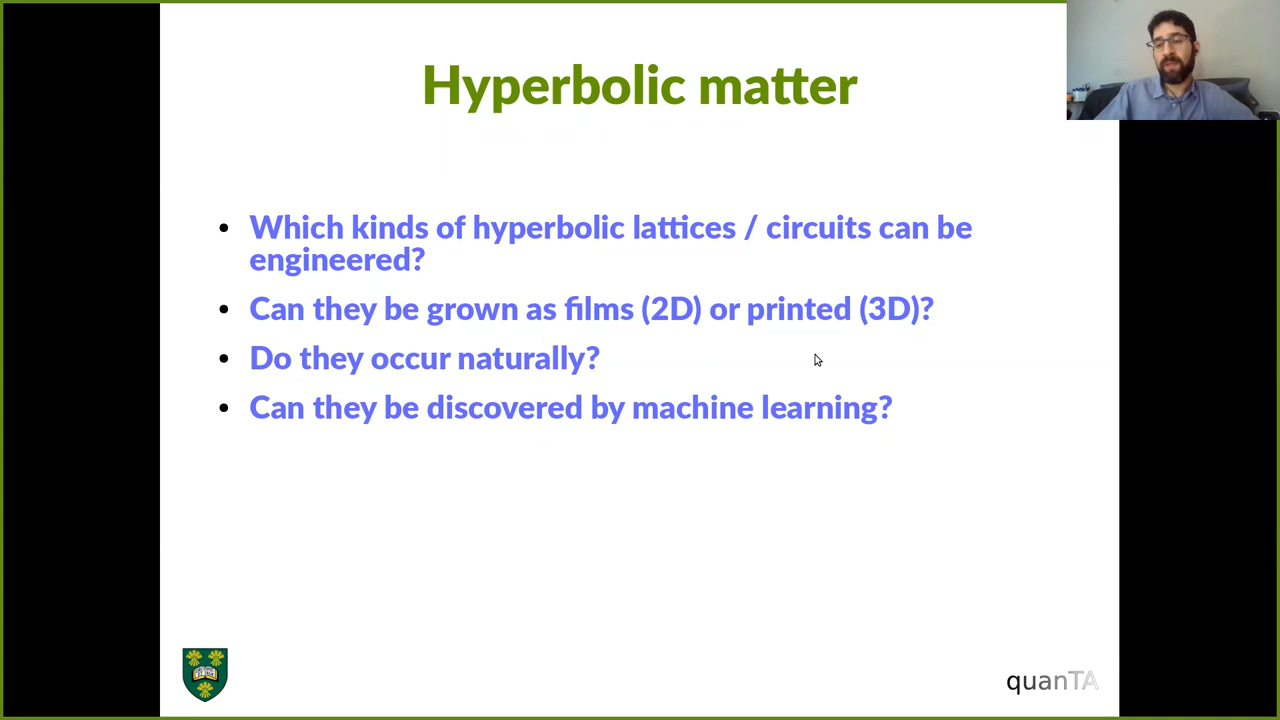 Hyperbolic matter
• Which kinds of hyperbolic lattices / circuits can be
engineered?
• Can they be grown as films (2D) or printed (3D)?
• Do they occur naturally?
• Can they be discovered by machine learning?
quanTA